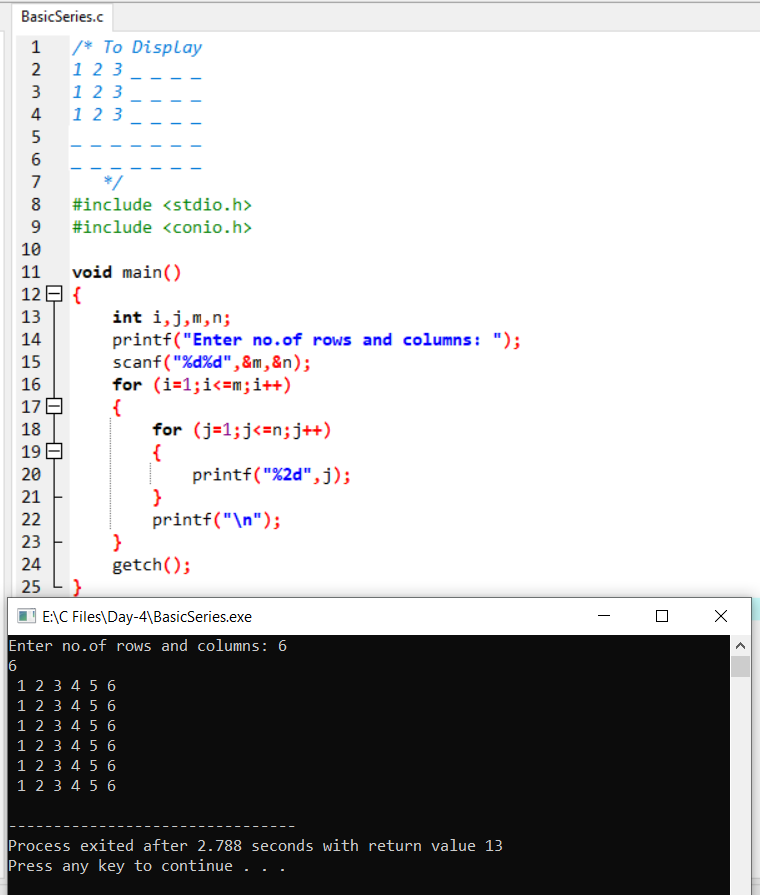 BasicSeries.c
1 /* To Display
2 1 2 3 _ _ _ _
3 1 2 3 _ _ _ _
4 1 2 3 _ _ _ _
5 _ _ _ _ _ _ _
6 _ _ _ _ _ _ _
7 */
8 #include <stdio.h>
9 #include <conio.h>
10
11 void main()
12 {
13 int i,j,m,n;
14 printf("Enter no.of rows and columns: ");
15 scanf("%d%d",&m,&n);
16 for (i=1;i<=m;i++)
17 {
18 for (j=1;j<=n;j++)
19 {
20 printf("%2d",j);
21 }
22 printf("\n");
23 }
24 getch();
25 }
E:\C Files\Day-4\BasicSeries.exe
Enter no.of rows and columns: 6
6
1 2 3 4 5 6
1 2 3 4 5 6
1 2 3 4 5 6
1 2 3 4 5 6
1 2 3 4 5 6
1 2 3 4 5 6
--------------------------------
Process exited after 2.788 seconds with return value 13
Press any key to continue . . .